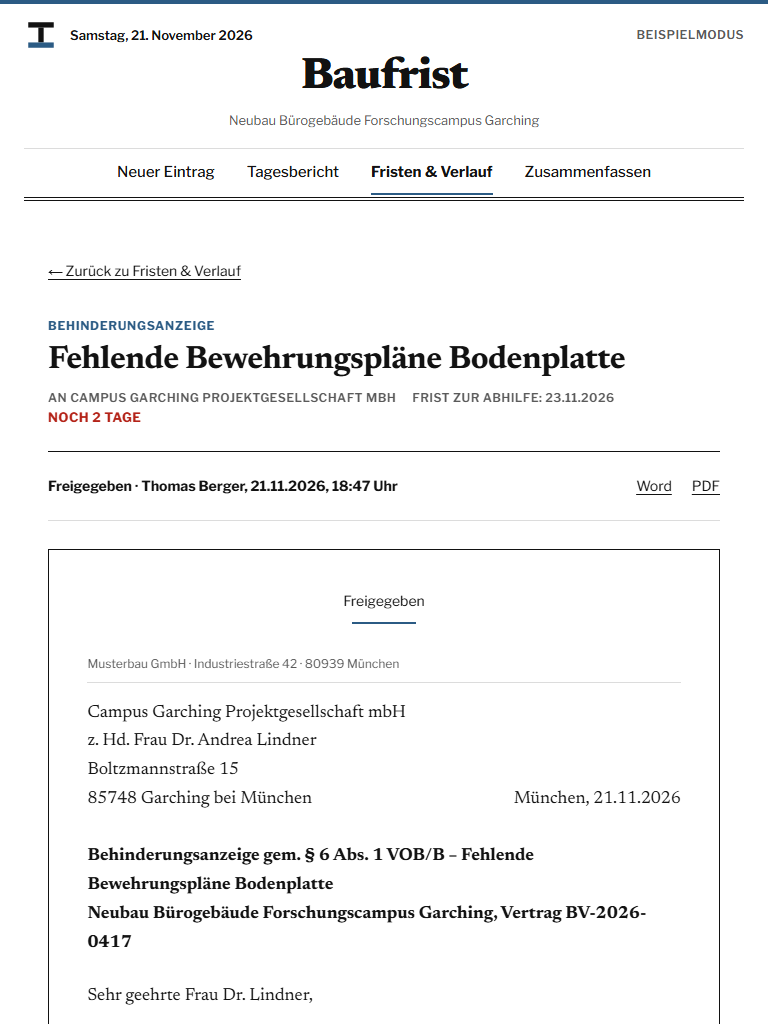 Samstag, 21. November 2026
BEISPIELMODUS
Baufrist
Neubau Bürogebäude Forschungscampus Garching
Neuer Eintrag
Tagesbericht
Fristen & Verlauf
Zusammenfassen
← Zurück zu Fristen & Verlauf
BEHINDERUNGSANZEIGE
Fehlende Bewehrungspläne Bodenplatte
AN CAMPUS GARCHING PROJEKTGESELLSCHAFT MBH FRIST ZUR ABHILFE: 23.11.2026
NOCH 2 TAGE
Freigegeben · Thomas Berger, 21.11.2026, 18:47 Uhr
Word PDF
Freigegeben
Musterbau GmbH · Industriestraße 42 · 80939 München
Campus Garching Projektgesellschaft mbH
z. Hd. Frau Dr. Andrea Lindner
Boltzmannstraße 15
85748 Garching bei München
München, 21.11.2026
Behinderungsanzeige gem. § 6 Abs. 1 VOB/B – Fehlende
Bewehrungspläne Bodenplatte
Neubau Bürogebäude Forschungscampus Garching, Vertrag BV-2026-
0417
Sehr geehrte Frau Dr. Lindner,